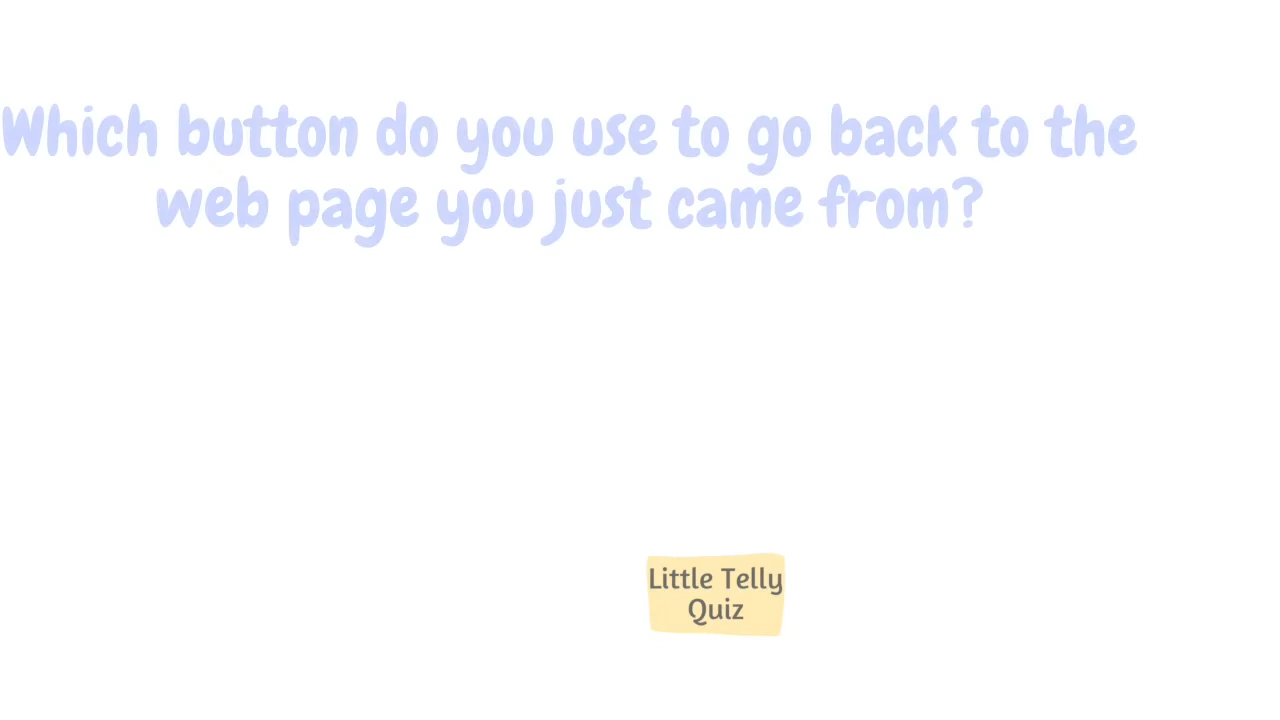 Which button do you use to go back to the
web page you just came from?
Little Telly
Quiz